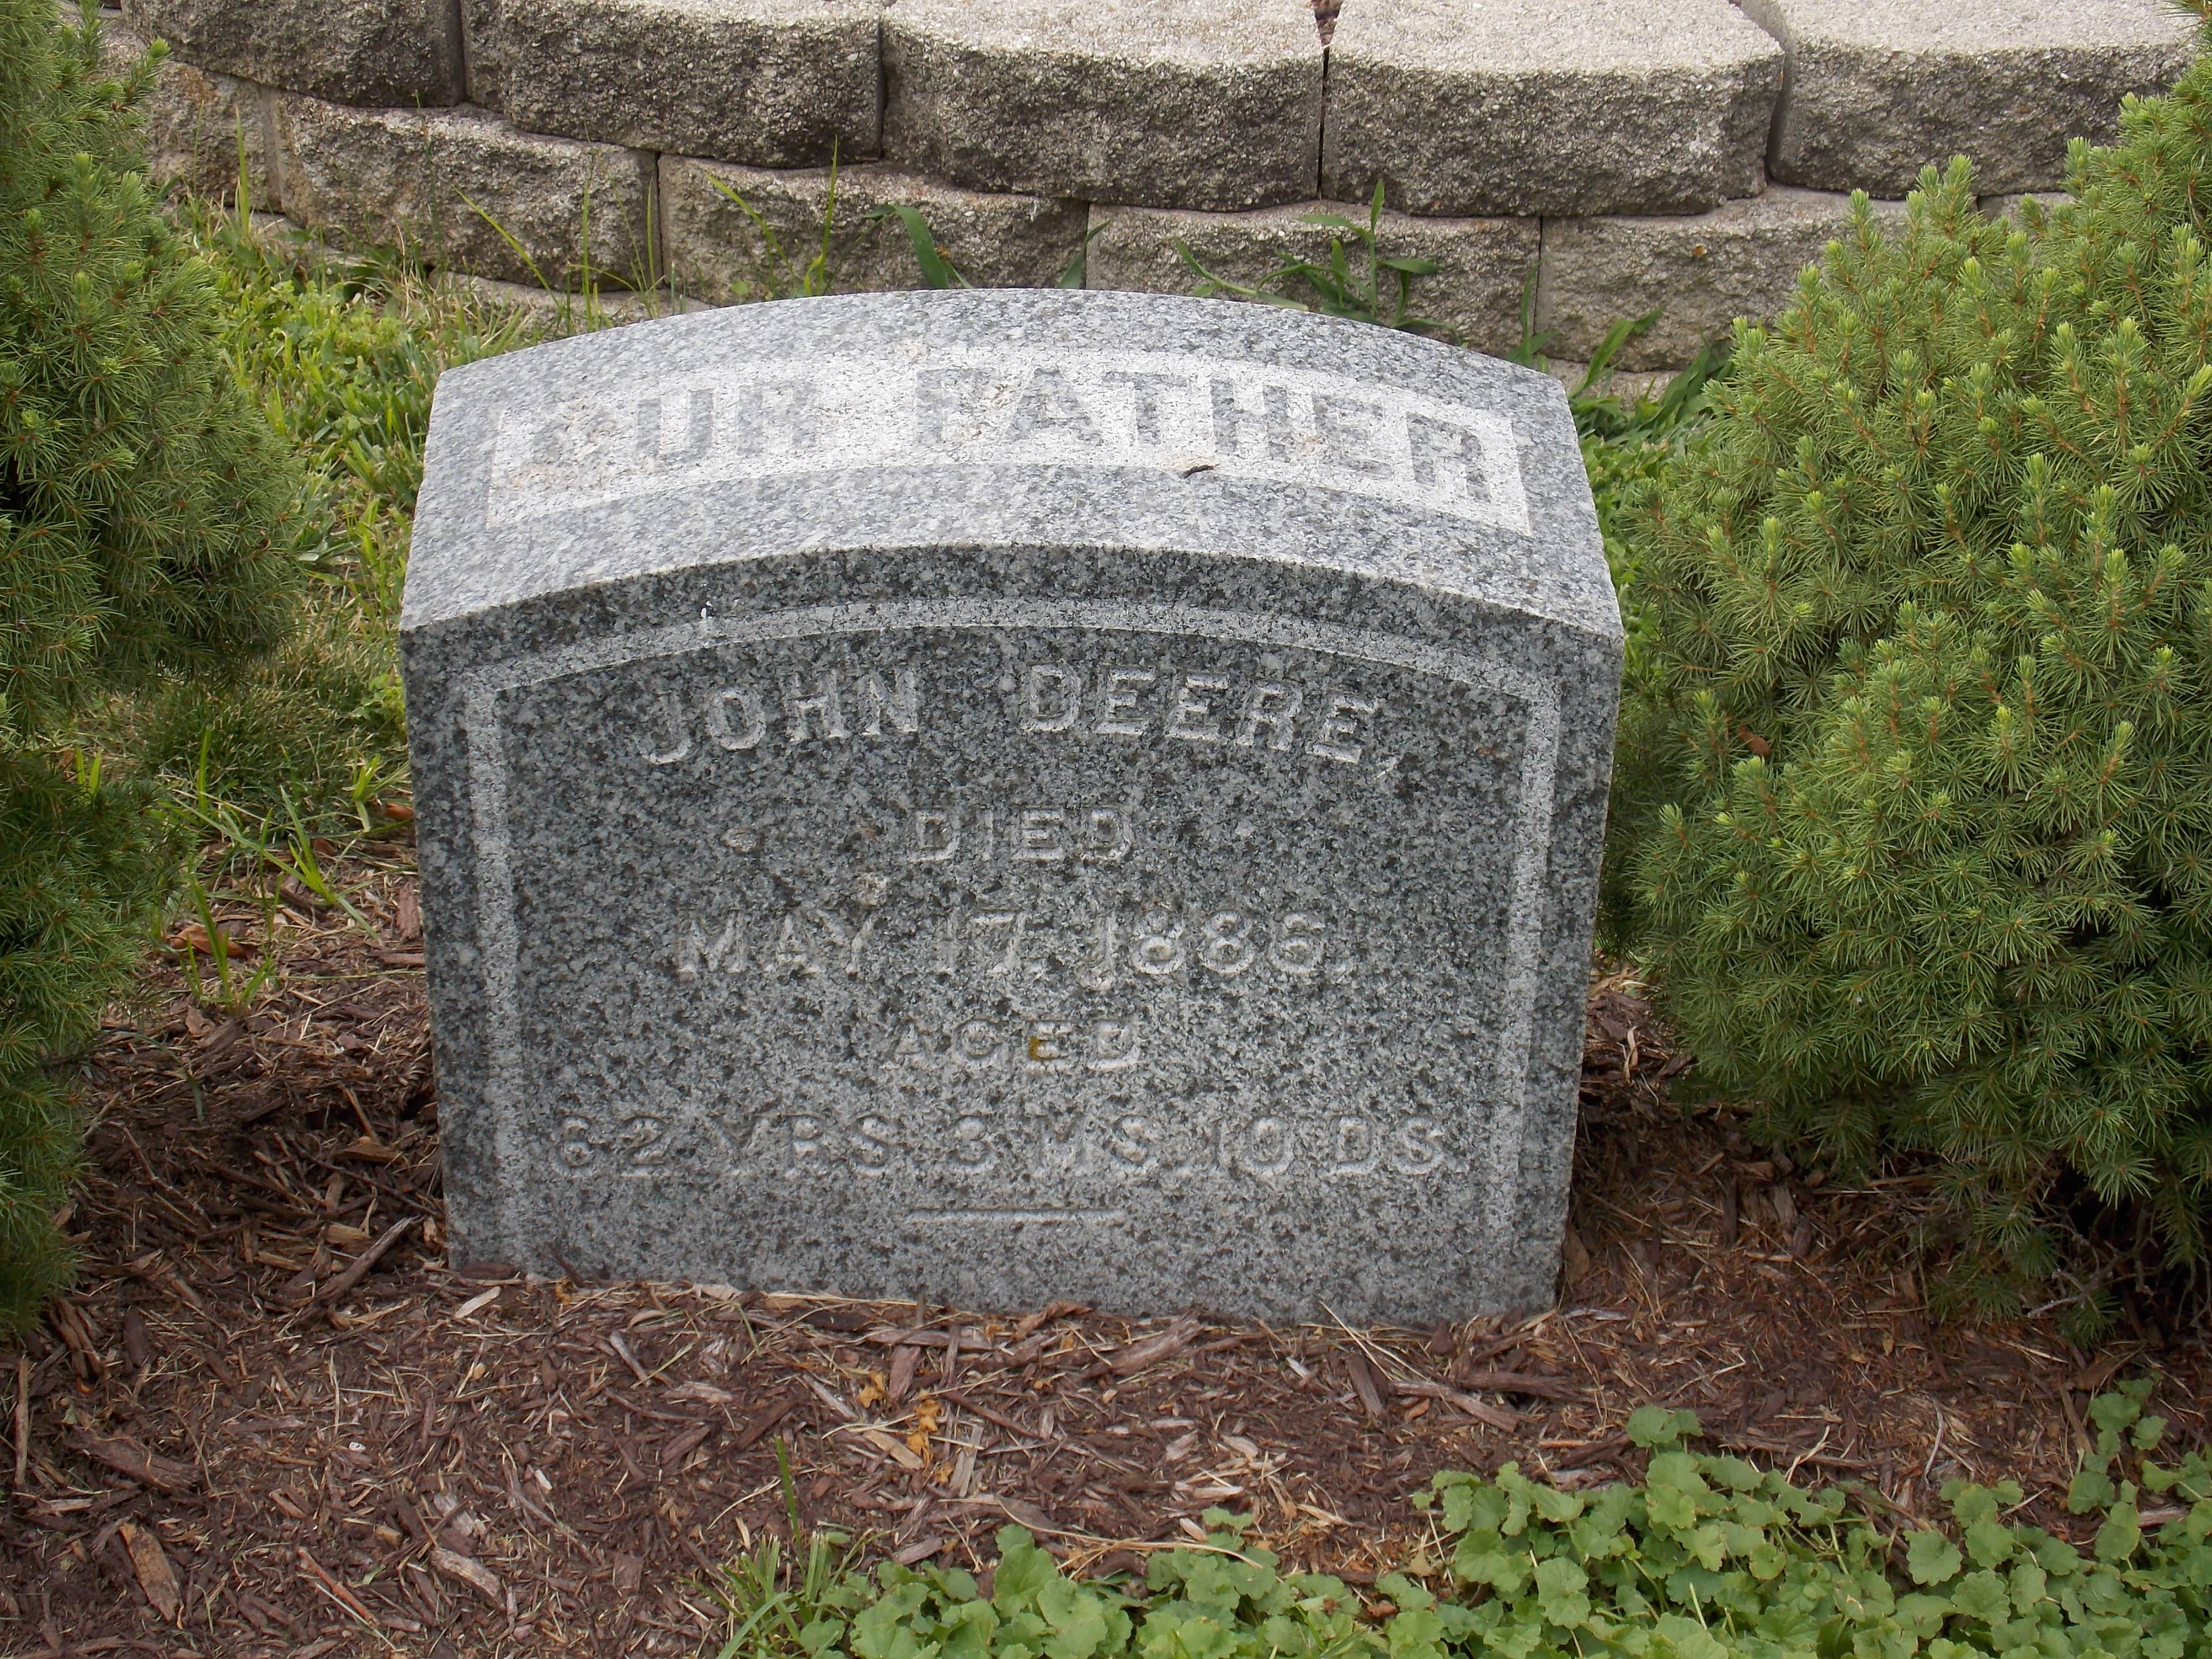 OUR FATHER
JOHN DEERE,
DIED
MAY 17, 1886,
AGED
82 YRS. 3 MS. 10 DS.